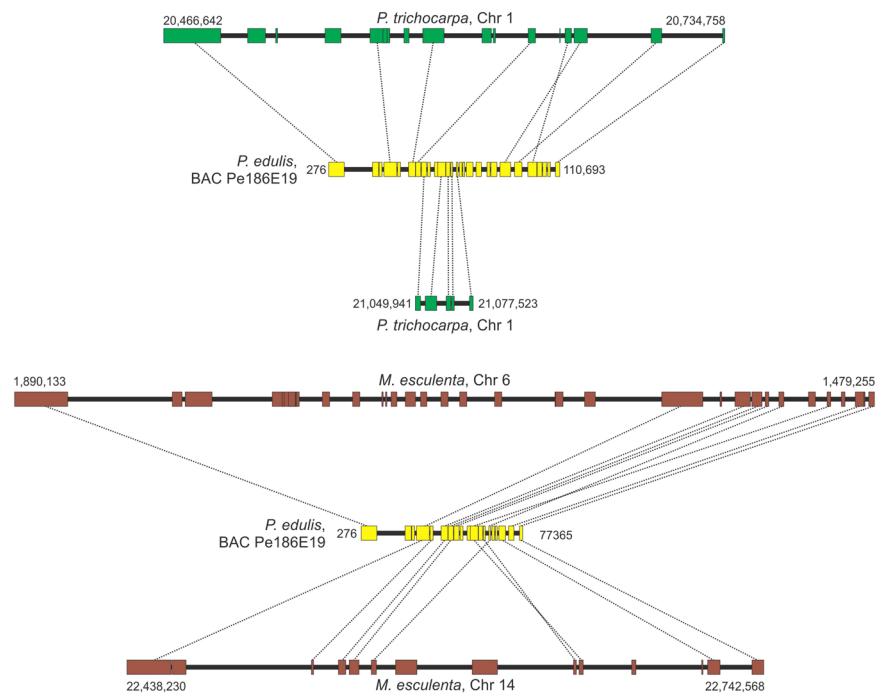 P. trichocarpa, Chr 1
20,466,642
20,734,758
P. edulis,
BAC Pe186E19
276
110,693
21,049,941
21,077,523
P. trichocarpa, Chr 1
M. esculenta, Chr 6
1,890,133
1,479,255
P. edulis,
BAC Pe186E19
276
77365
22,438,230
M. esculenta, Chr 14
22,742,568